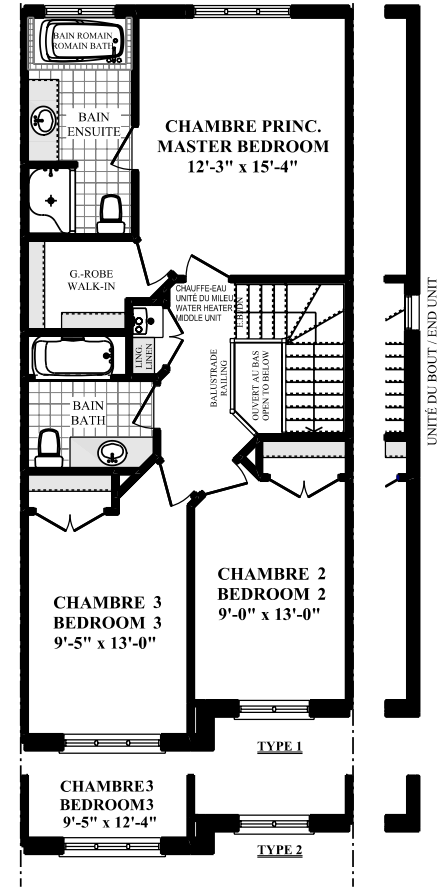 BAIN ROMAIN
ROMAIN BATH
BAIN
ENSUITE
CHAMBRE PRINC.
MASTER BEDROOM
12'-3" x 15'-4"
G.-ROBE
WALK-IN
CHAUFFE-EAU
UNITÉ DU MILEU
WATER HEATER
MIDDLE UNIT
E.B/DN
LING.
LINEN
BALUSTRADE
RAILING
OUVERT AU BAS
OPEN TO BELOW
UNITÉ DU BOUT / END UNIT
BAIN
BATH
CHAMBRE 2
BEDROOM 2
9'-0" x 13'-0"
CHAMBRE 3
BEDROOM 3
9'-5" x 13'-0"
TYPE 1
CHAMBRE3
BEDROOM3
9'-5" x 12'-4"
TYPE 2